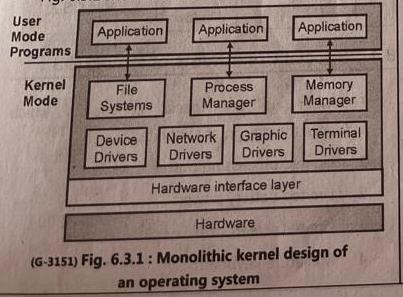 User
Mode
Programs
Application Application Application
Kernel
Mode
File
Systems
Process
Manager
Memory
Manager
Device
Drivers
Network
Drivers
Graphic
Drivers
Terminal
Drivers
Hardware interface layer
Hardware
(G-3151) Fig. 6.3.1 : Monolithic kernel design of
an operating system